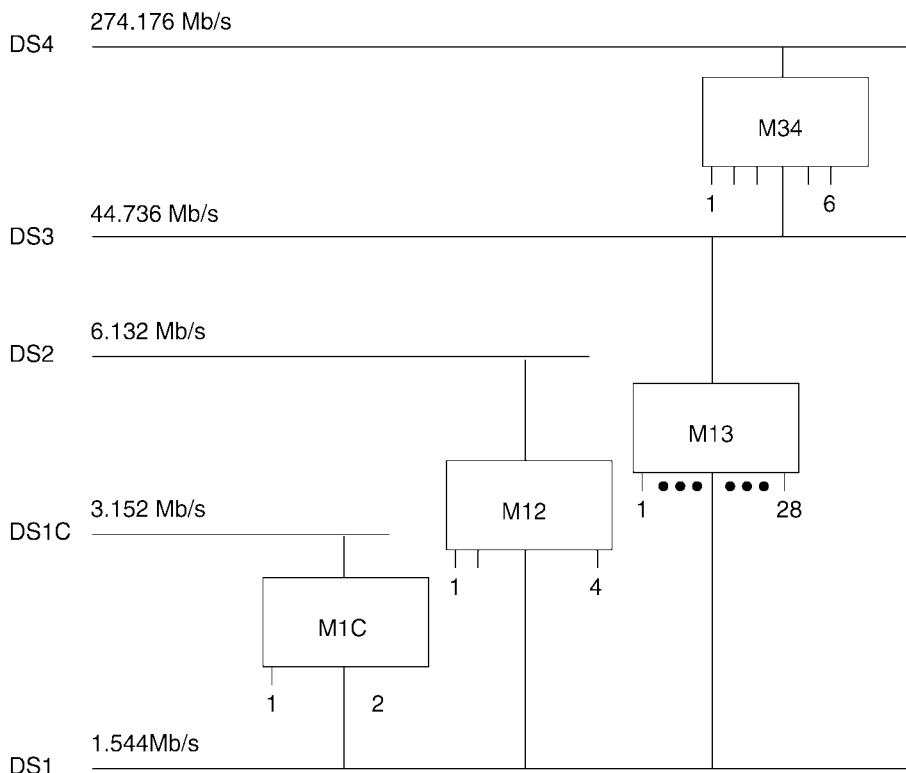 274.176 Mb/s
DS4
M34
1 6
44.736 Mb/s
DS3
6.132 Mb/s
DS2
M13
1 28
3.152 Mb/s
DS1C
M12
1 4
M1C
1 2
1.544Mb/s
DS1